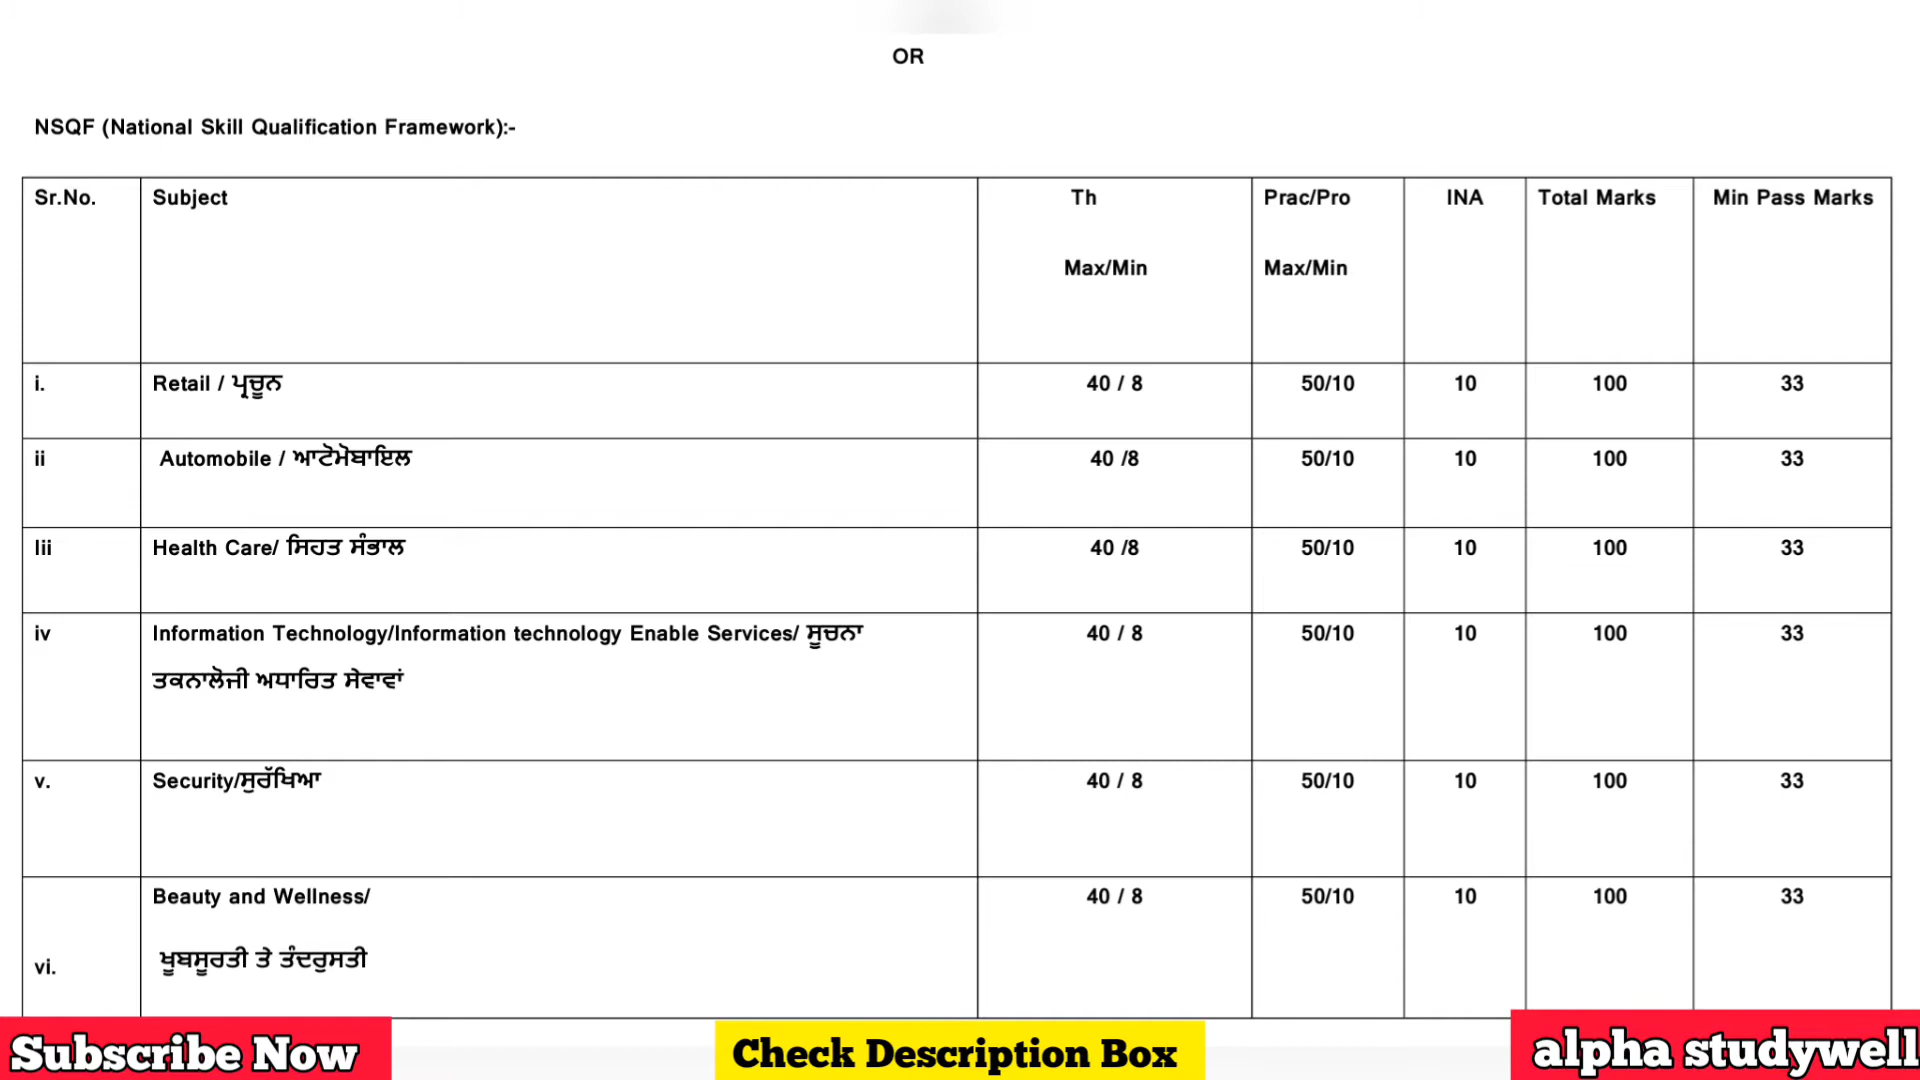 OR
NSQF (National Skill Qualification Framework):-
Sr.No. Subject Th Prac/Pro INA Total Marks Min Pass Marks
Max/Min Max/Min
i. Retail / ਪ੍ਰਚੂਨ 40 / 8 50/10 10 100 33
ii Automobile / ਆਟੋਮੋਬਾਇਲ 40 /8 50/10 10 100 33
Iii Health Care/ ਸਿਹਤ ਸੰਭਾਲ 40 /8 50/10 10 100 33
iv Information Technology/Information technology Enable Services/ ਸੂਚਨਾ 40 / 8 50/10 10 100 33
ਤਕਨਾਲੋਜੀ ਅਧਾਰਿਤ ਸੇਵਾਵਾਂ
v. Security/ਸੁਰੱਖਿਆ 40 / 8 50/10 10 100 33
Beauty and Wellness/ 40 / 8 50/10 10 100 33
vi. ਖੂਬਸੂਰਤੀ ਤੇ ਤੰਦਰੁਸਤੀ
Subscribe Now Check Description Box alpha studywell